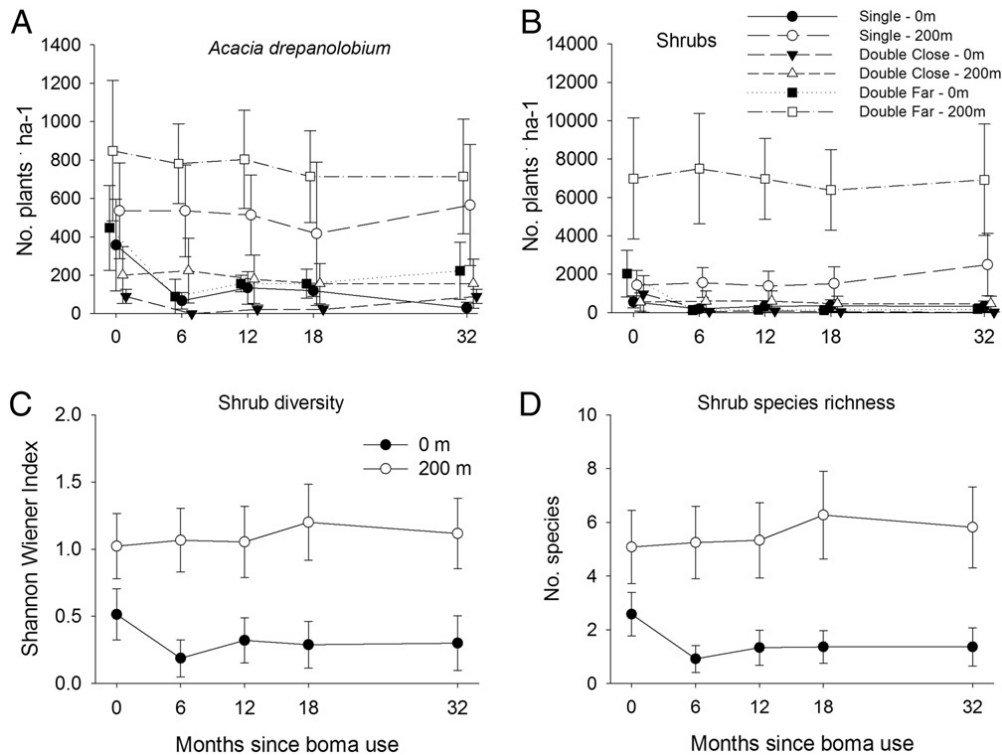 A
Acacia drepanolobium
No. plants · ha-1
1400
1200
1000
800
600
400
200
0
0 6 12 18 32
B
Shrubs
Single - 0m
Single - 200m
Double Close - 0m
Double Close - 200m
Double Far - 0m
Double Far - 200m
No. plants · ha-1
14000
12000
10000
8000
6000
4000
2000
0
0 6 12 18 32
C
Shrub diversity
0 m
200 m
Shannon Wiener Index
2.0
1.5
1.0
0.5
0.0
0 6 12 18 32
Months since boma use
D
Shrub species richness
No. species
10
8
6
4
2
0
0 6 12 18 32
Months since boma use